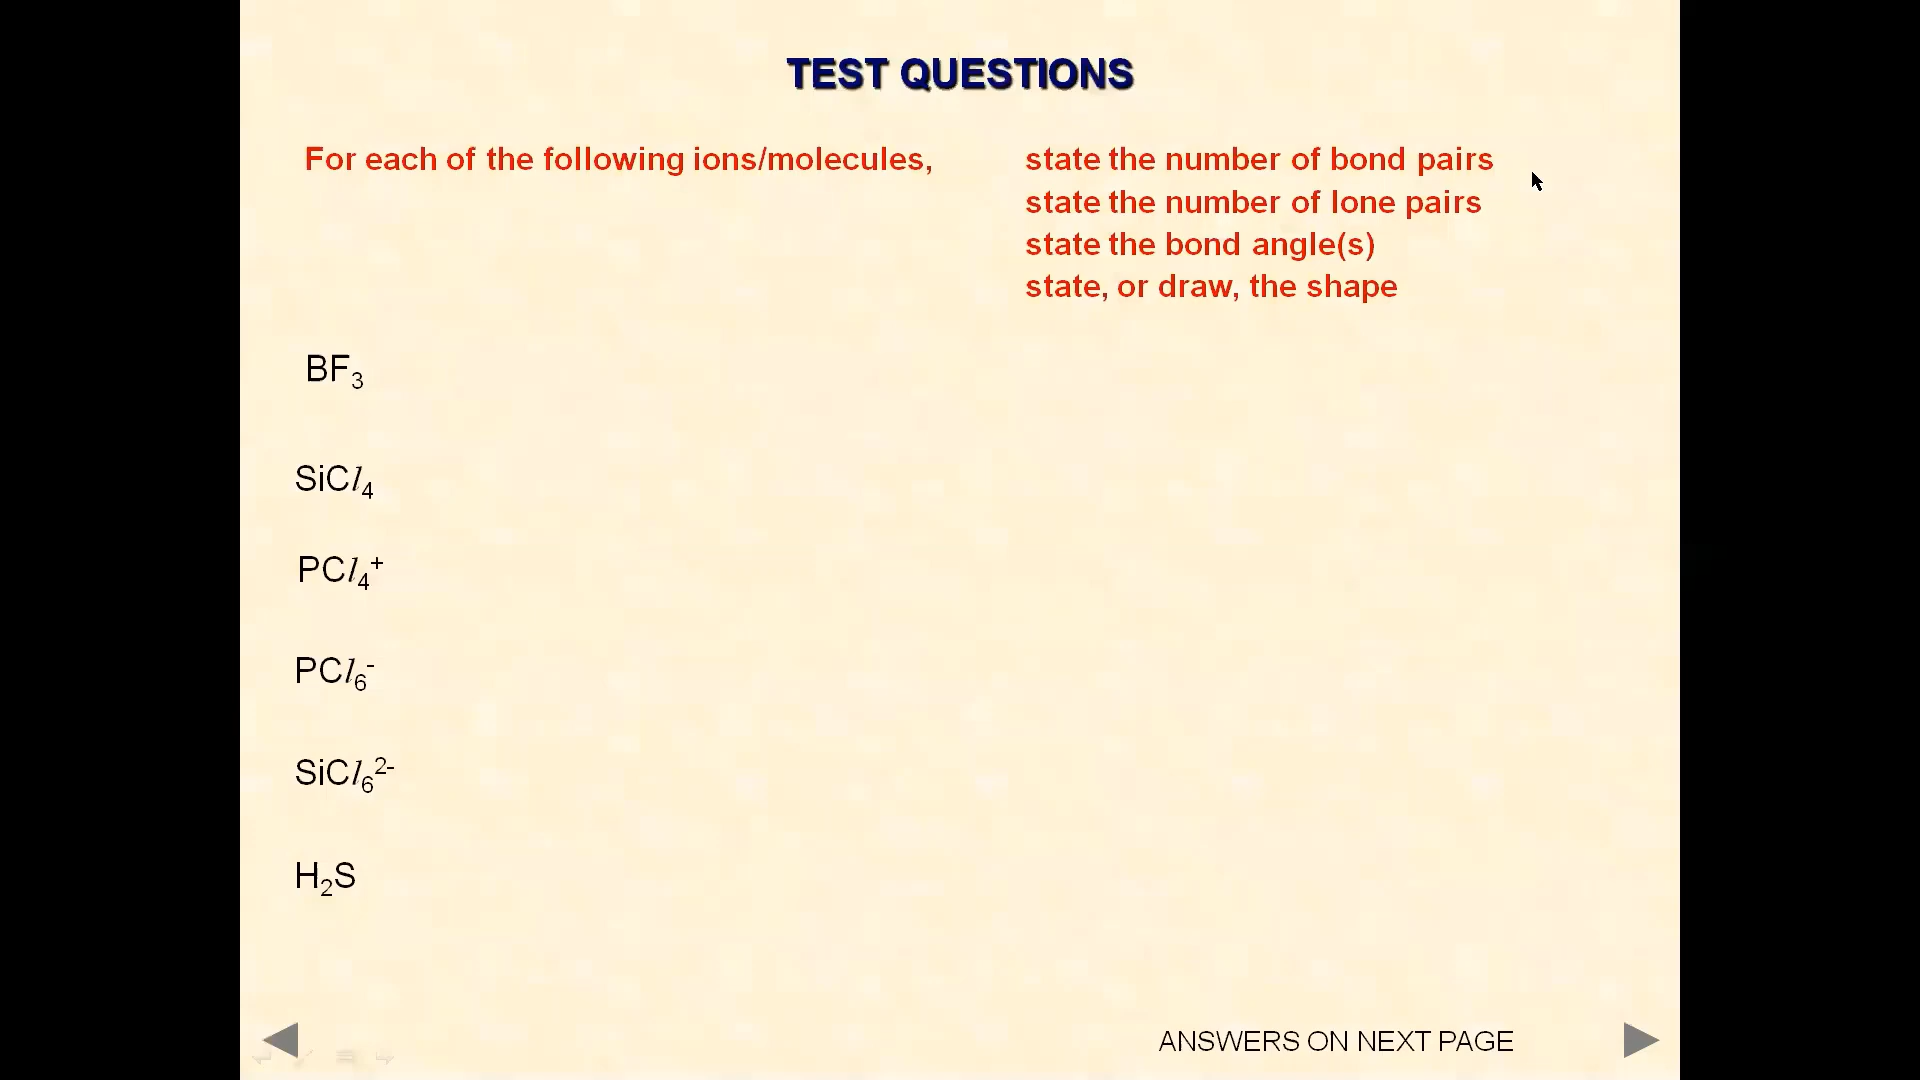 TEST QUESTIONS
For each of the following ions/molecules, state the number of bond pairs
state the number of lone pairs
state the bond angle(s)
state, or draw, the shape
BF₃
SiCl₄
PCl₄⁺
PCl₆⁻
SiCl₆²⁻
H₂S
ANSWERS ON NEXT PAGE